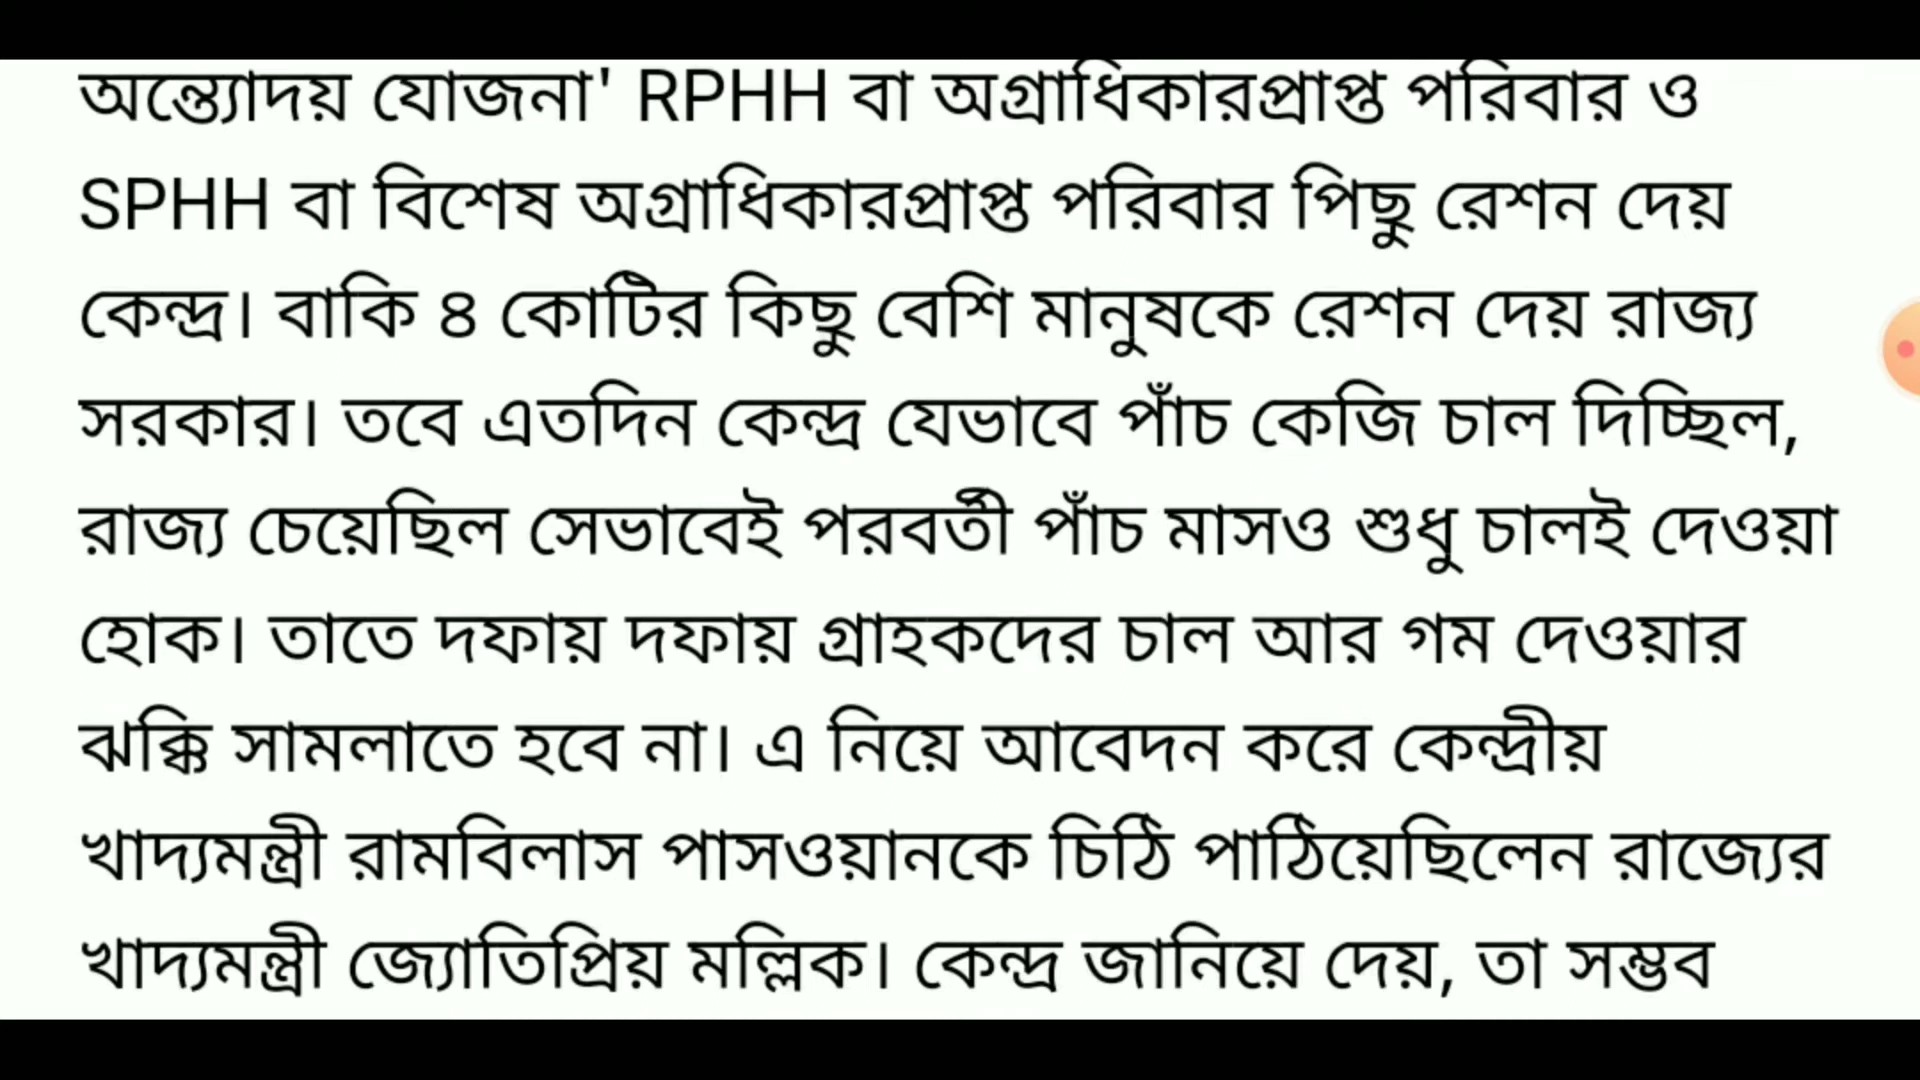 অন্ত্যোদয় যোজনা' RPHH বা অগ্রাধিকারপ্রাপ্ত পরিবার ও
SPHH বা বিশেষ অগ্রাধিকারপ্রাপ্ত পরিবার পিছু রেশন দেয়
কেন্দ্র। বাকি ৪ কোটির কিছু বেশি মানুষকে রেশন দেয় রাজ্য
সরকার। তবে এতদিন কেন্দ্র যেভাবে পাঁচ কেজি চাল দিচ্ছিল,
রাজ্য চেয়েছিল সেভাবেই পরবর্তী পাঁচ মাসও শুধু চালই দেওয়া
হোক। তাতে দফায় দফায় গ্রাহকদের চাল আর গম দেওয়ার
ঝক্কি সামলাতে হবে না। এ নিয়ে আবেদন করে কেন্দ্রীয়
খাদ্যমন্ত্রী রামবিলাস পাসওয়ানকে চিঠি পাঠিয়েছিলেন রাজ্যের
খাদ্যমন্ত্রী জ্যোতিপ্রিয় মল্লিক। কেন্দ্র জানিয়ে দেয়, তা সম্ভব